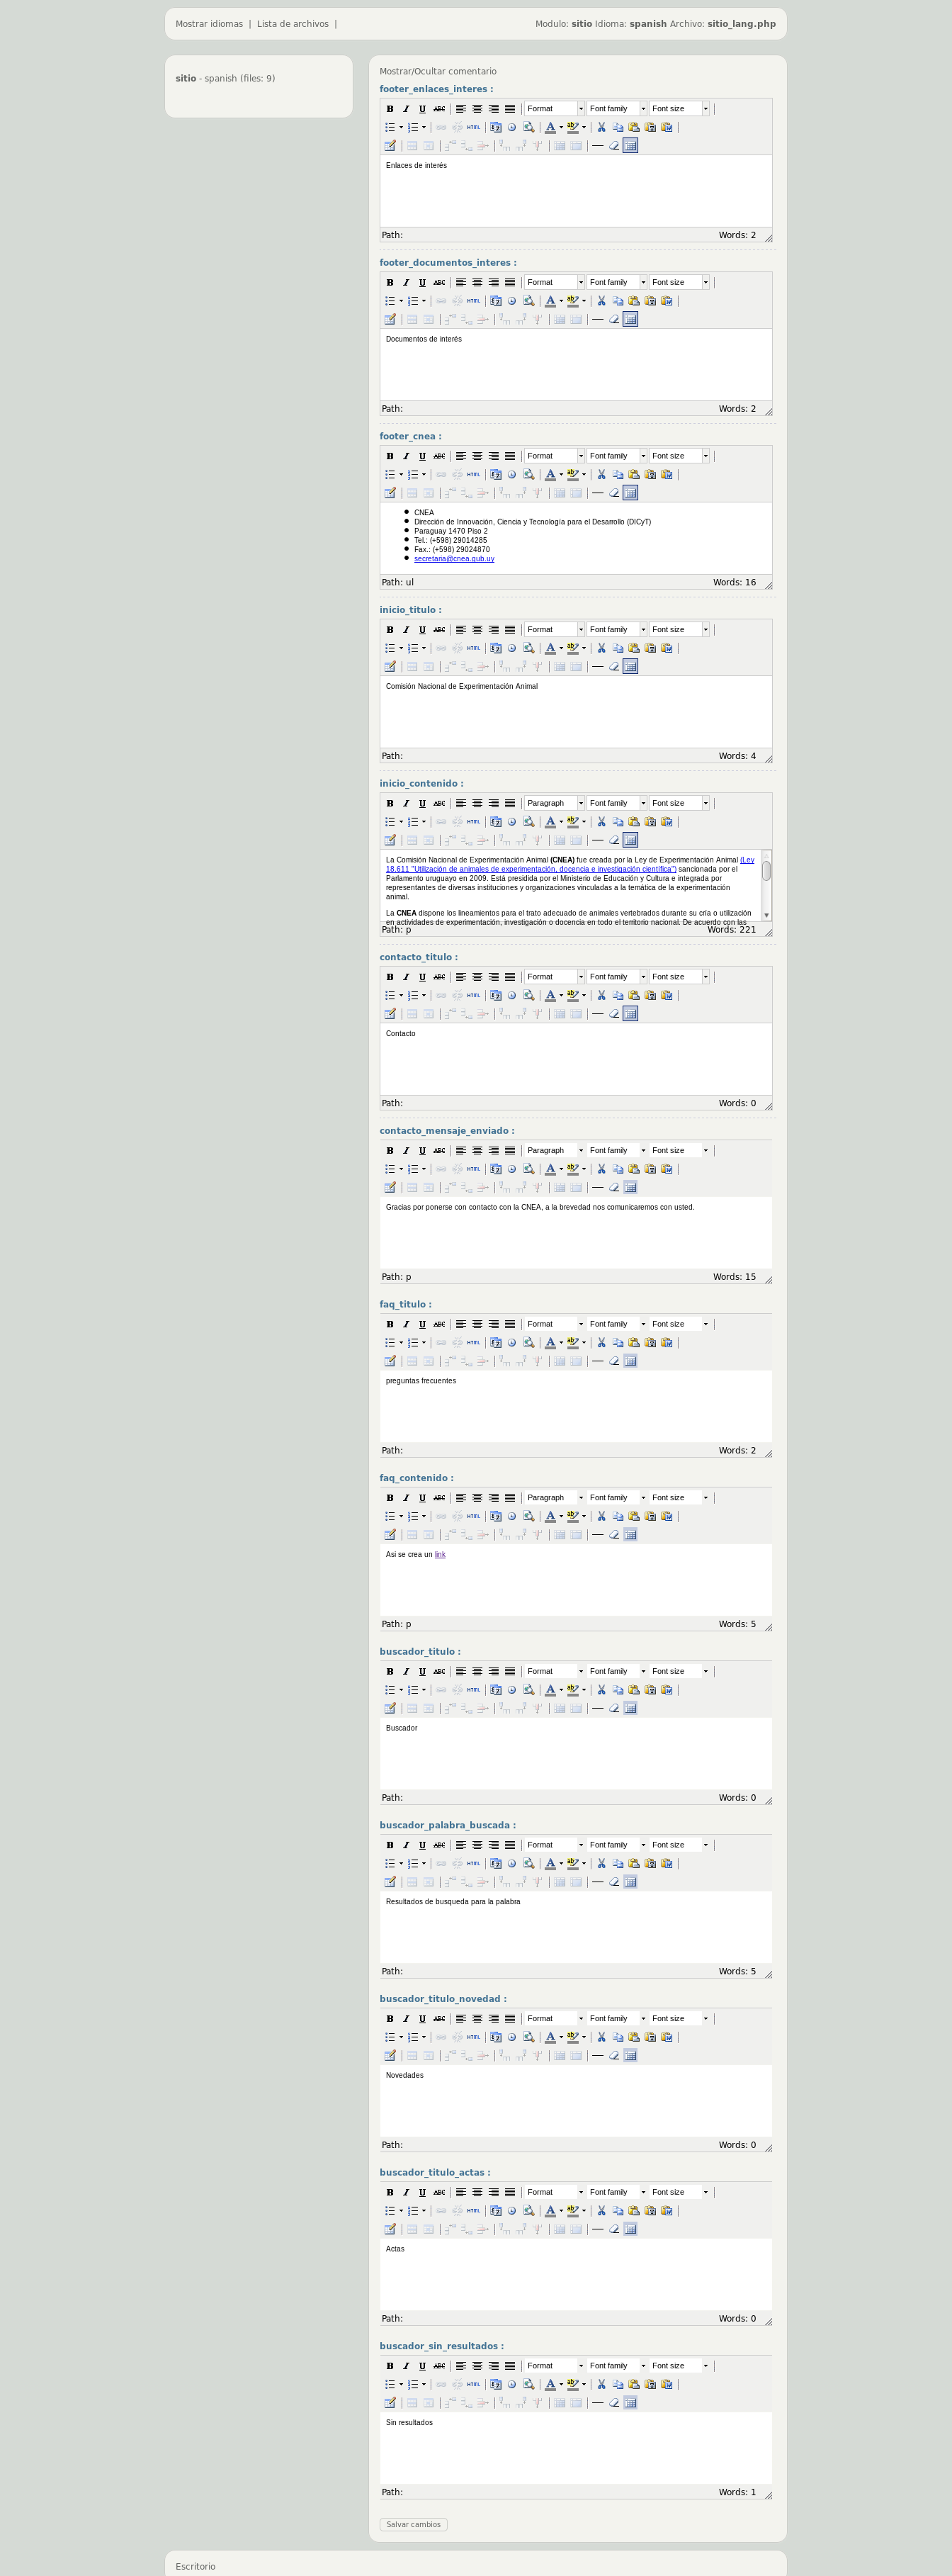 Mostrar idiomas | Lista de archivos |
Modulo: sitio Idioma: spanish Archivo: sitio_lang.php
sitio - spanish (files: 9)
Mostrar/Ocultar comentario
footer_enlaces_interes :
Format Font family Font size
HTML
Enlaces de interés
Path: Words: 2
footer_documentos_interes :
Format Font family Font size
HTML
Documentos de interés
Path: Words: 2
footer_cnea :
Format Font family Font size
HTML
CNEA
Dirección de Innovación, Ciencia y Tecnología para el Desarrollo (DICyT)
Paraguay 1470 Piso 2
Tel.: (+598) 29014285
Fax.: (+598) 29024870
secretaria@cnea.gub.uy
Path: ul Words: 16
inicio_titulo :
Format Font family Font size
HTML
Comisión Nacional de Experimentación Animal
Path: Words: 4
inicio_contenido :
Paragraph Font family Font size
HTML
La Comisión Nacional de Experimentación Animal (CNEA) fue creada por la Ley de Experimentación Animal (Ley
18.611 "Utilización de animales de experimentación, docencia e investigación científica") sancionada por el
Parlamento uruguayo en 2009. Está presidida por el Ministerio de Educación y Cultura e integrada por
representantes de diversas instituciones y organizaciones vinculadas a la temática de la experimentación
animal.
La CNEA dispone los lineamientos para el trato adecuado de animales vertebrados durante su cría o utilización
en actividades de experimentación, investigación o docencia en todo el territorio nacional. De acuerdo con las
Path: p Words: 221
contacto_titulo :
Format Font family Font size
HTML
Contacto
Path: Words: 0
contacto_mensaje_enviado :
Paragraph Font family Font size
HTML
Gracias por ponerse con contacto con la CNEA, a la brevedad nos comunicaremos con usted.
Path: p Words: 15
faq_titulo :
Format Font family Font size
HTML
preguntas frecuentes
Path: Words: 2
faq_contenido :
Paragraph Font family Font size
HTML
Asi se crea un link
Path: p Words: 5
buscador_titulo :
Format Font family Font size
HTML
Buscador
Path: Words: 0
buscador_palabra_buscada :
Format Font family Font size
HTML
Resultados de busqueda para la palabra
Path: Words: 5
buscador_titulo_novedad :
Format Font family Font size
HTML
Novedades
Path: Words: 0
buscador_titulo_actas :
Format Font family Font size
HTML
Actas
Path: Words: 0
buscador_sin_resultados :
Format Font family Font size
HTML
Sin resultados
Path: Words: 1
Salvar cambios
Escritorio